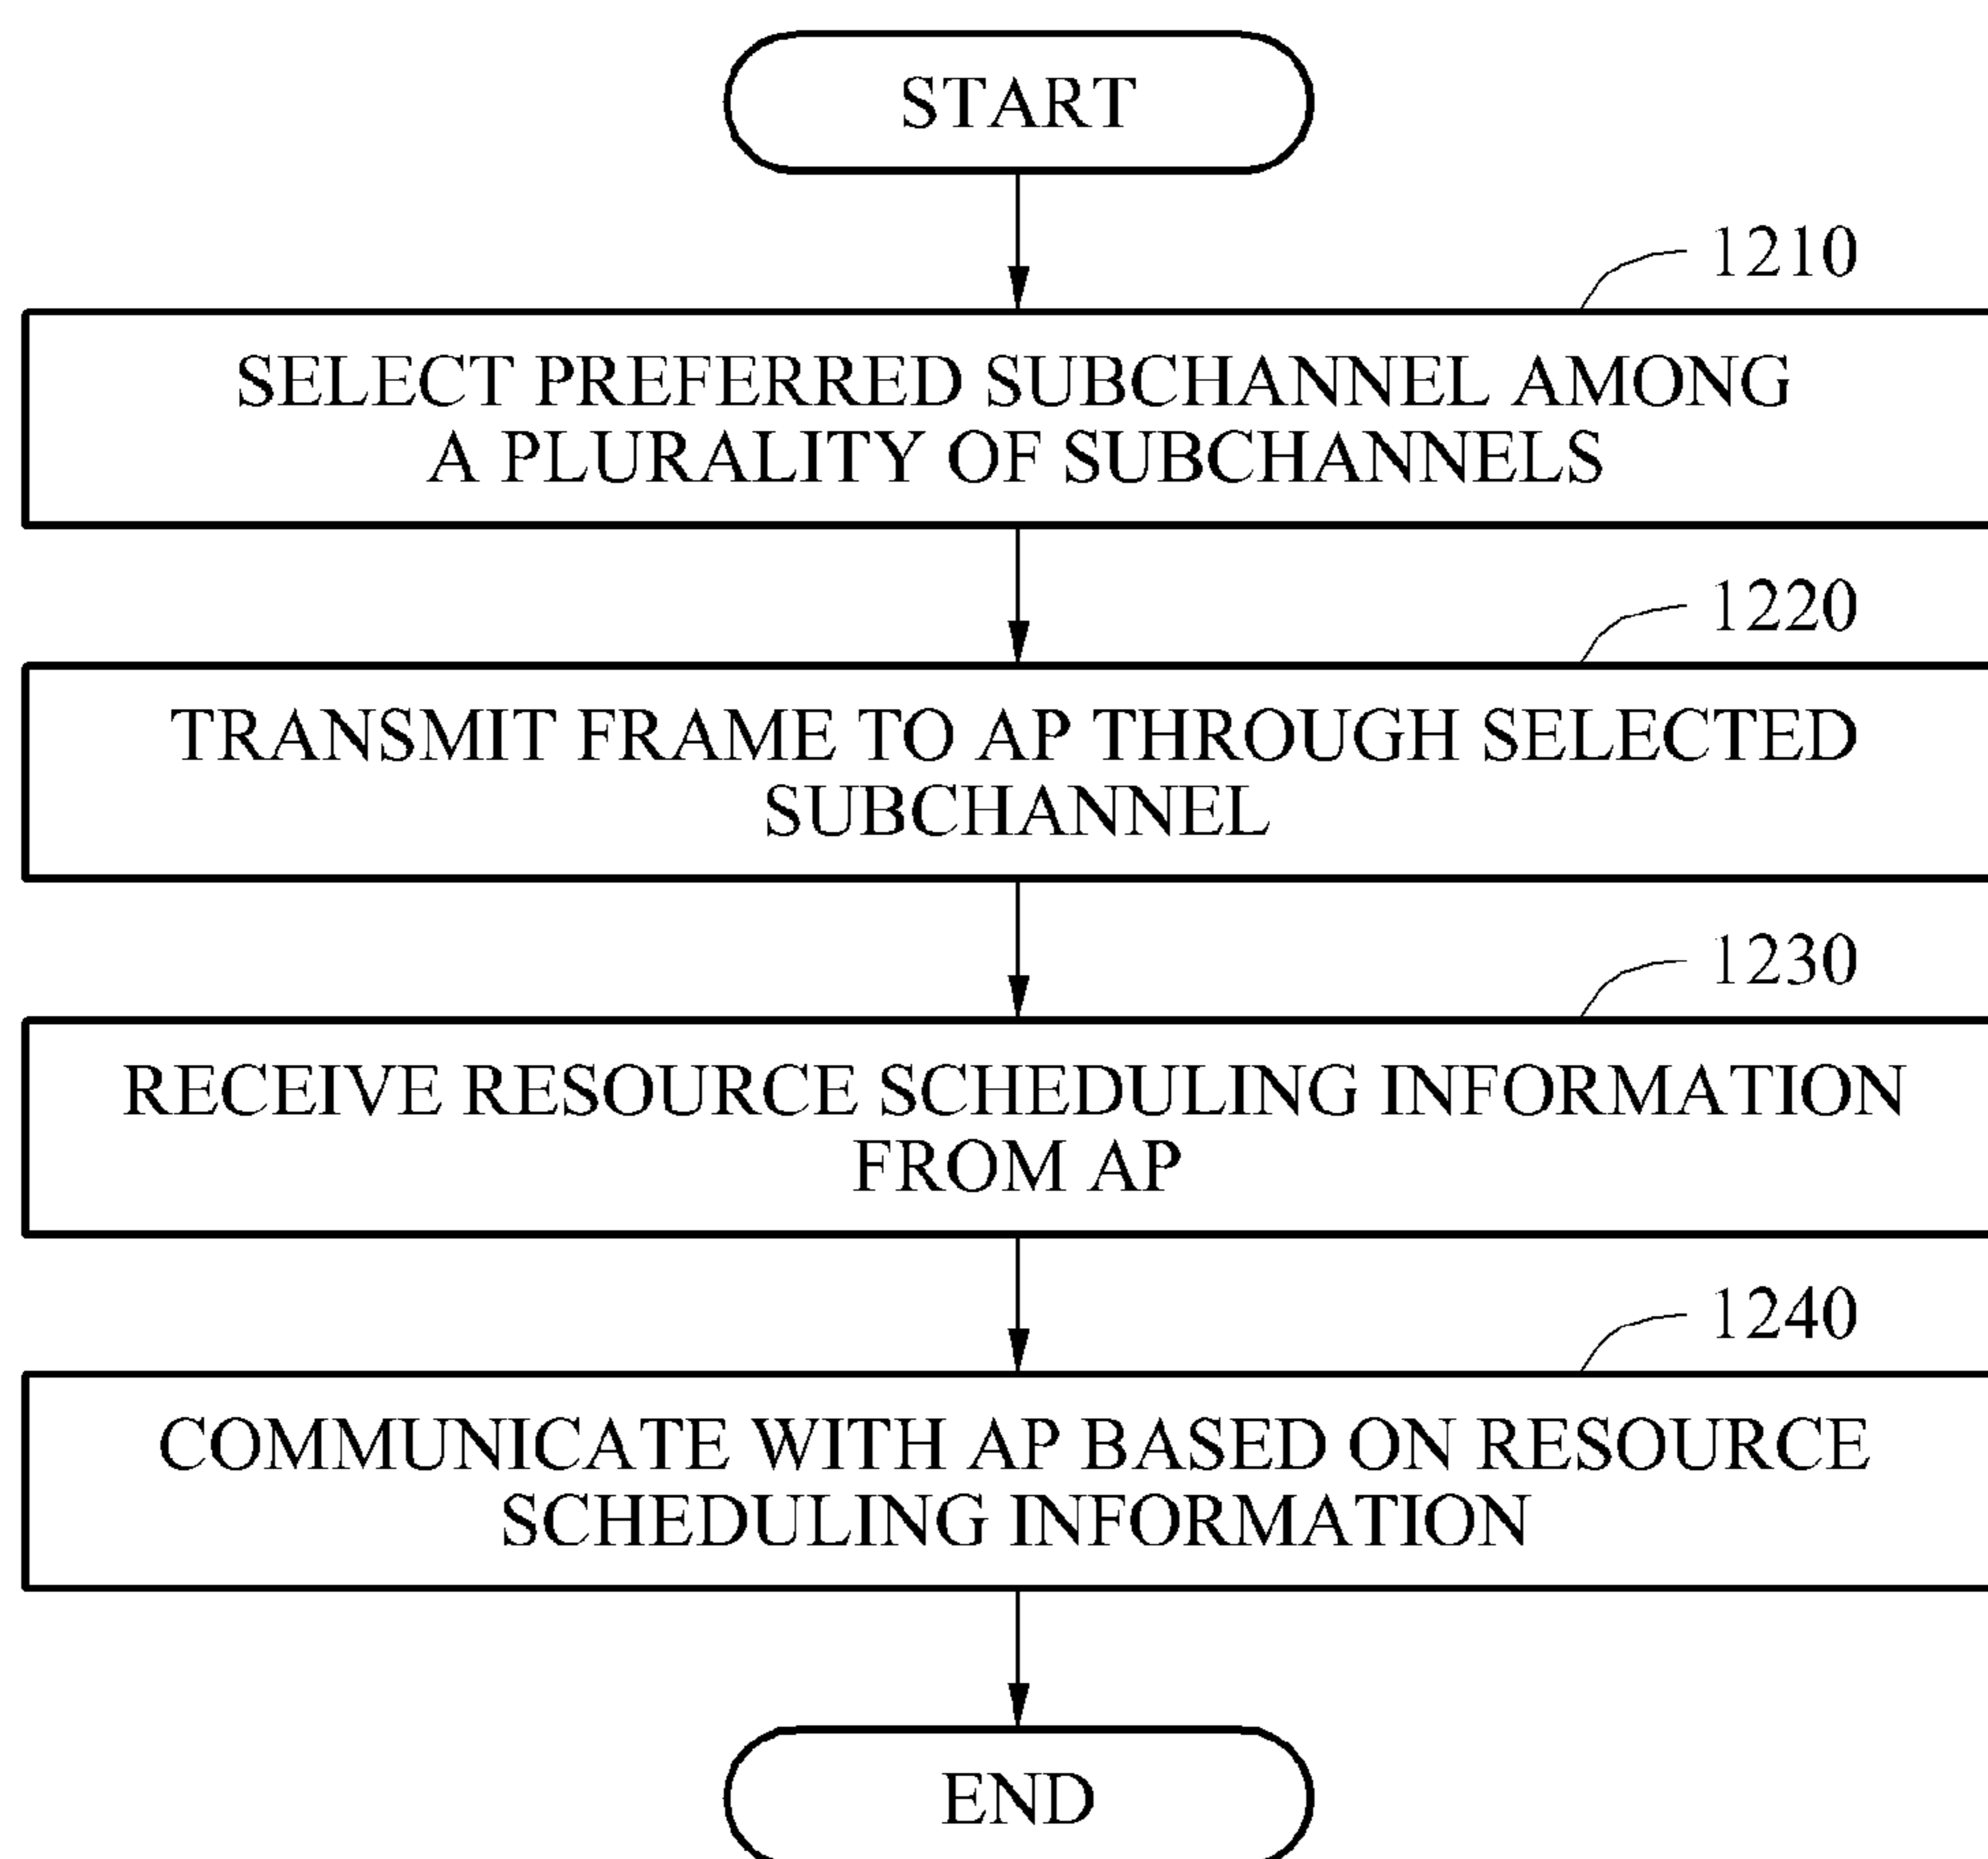 START
1210
SELECT PREFERRED SUBCHANNEL AMONG
A PLURALITY OF SUBCHANNELS
1220
TRANSMIT FRAME TO AP THROUGH SELECTED
SUBCHANNEL
1230
RECEIVE RESOURCE SCHEDULING INFORMATION
FROM AP
1240
COMMUNICATE WITH AP BASED ON RESOURCE
SCHEDULING INFORMATION
END